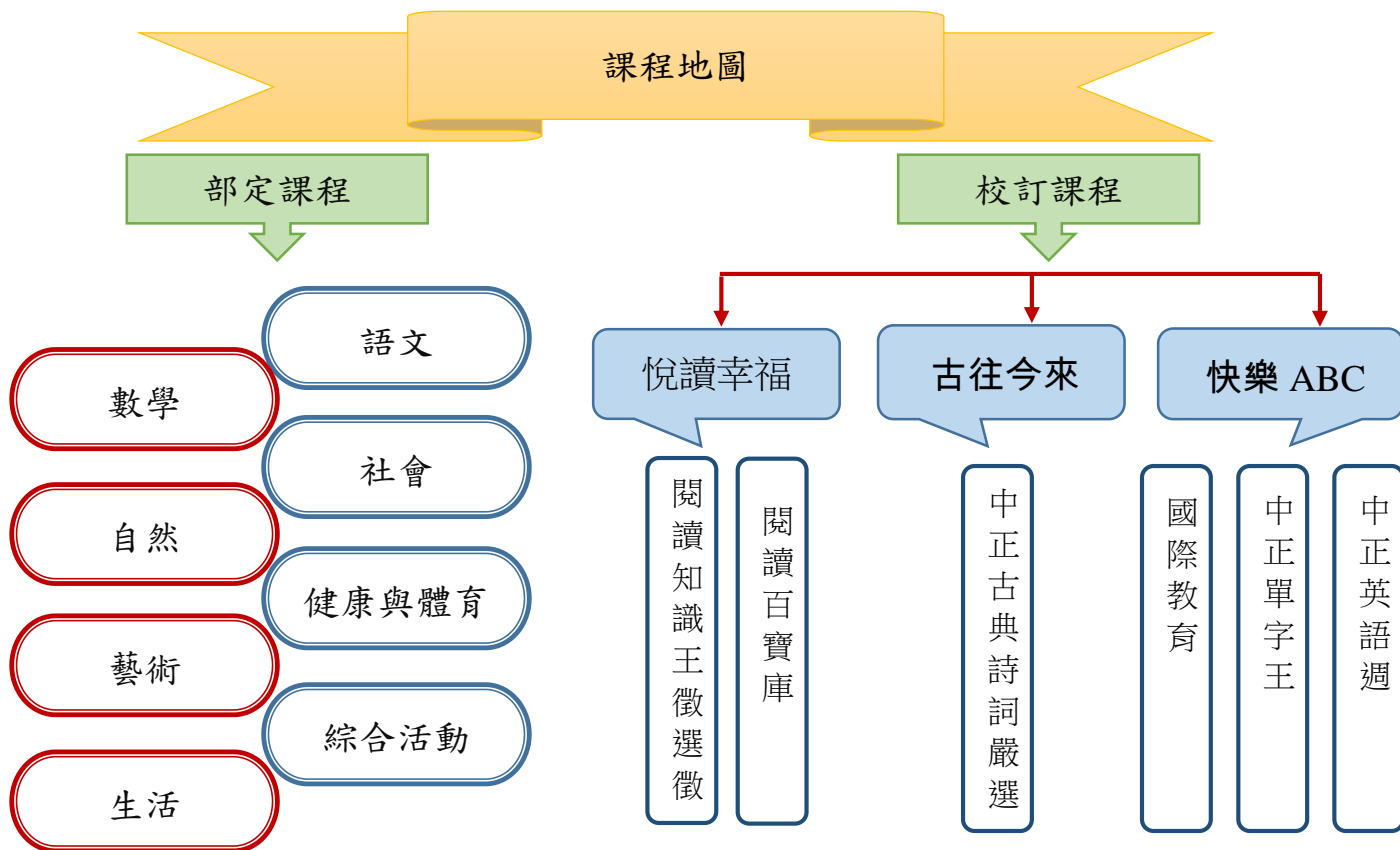 課程地圖
部定課程
校訂課程
語文
數學
社會
自然
健康與體育
藝術
綜合活動
生活
悅讀幸福
古往今來
快樂 ABC
閱讀知識王徵選徵
閱讀百寶庫
中正古典詩詞嚴選
國際教育
中正單字王
中正英語週